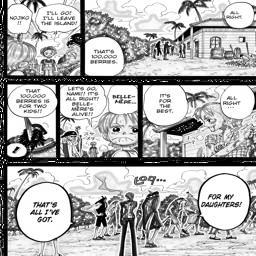 ALL
RIGHT.
THAT'S
100,000
BERRIES.
I'LL GO!
I'LL LEAVE
THE ISLAND!
NOJIKO
!!
ALL
RIGHT...
IT'S
FOR THE
BEST.
BELLE-
MÈRE...
LET'S GO,
NAMI!! IT'S
ALL RIGHT!
BELLE-
MÈRE'S
ALIVE!!
THAT
100,000
BERRIES
IS FOR TWO
KIDS!!
FOR MY
DAUGHTERS!
THAT'S
ALL I'VE
GOT.